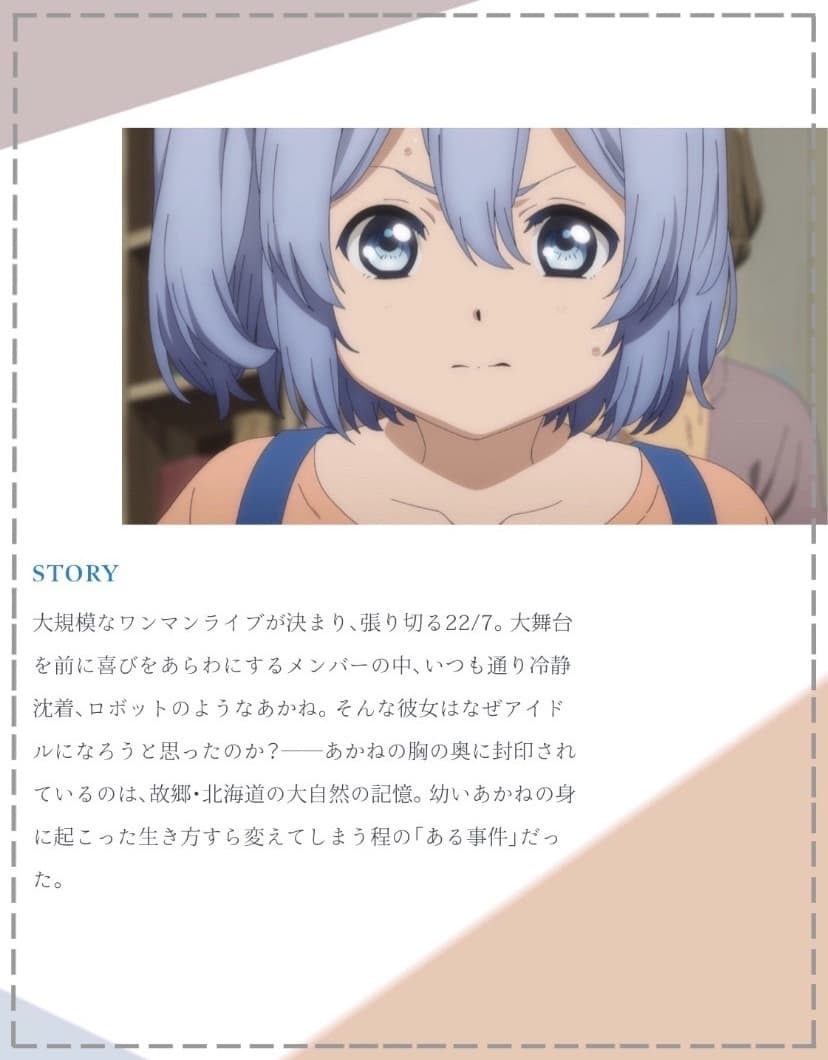 STORY
大規模なワンマンライブが決まり、張り切る22/7。大舞台
を前に喜びをあらわにするメンバーの中、いつも通り冷静
沈着、ロボットのようなあかね。そんな彼女はなぜアイド
ルになろうと思ったのか？――あかねの胸の奥に封印され
ているのは、故郷・北海道の大自然の記憶。幼いあかねの身
に起こった生き方すら変えてしまう程の「ある事件」だっ
た。